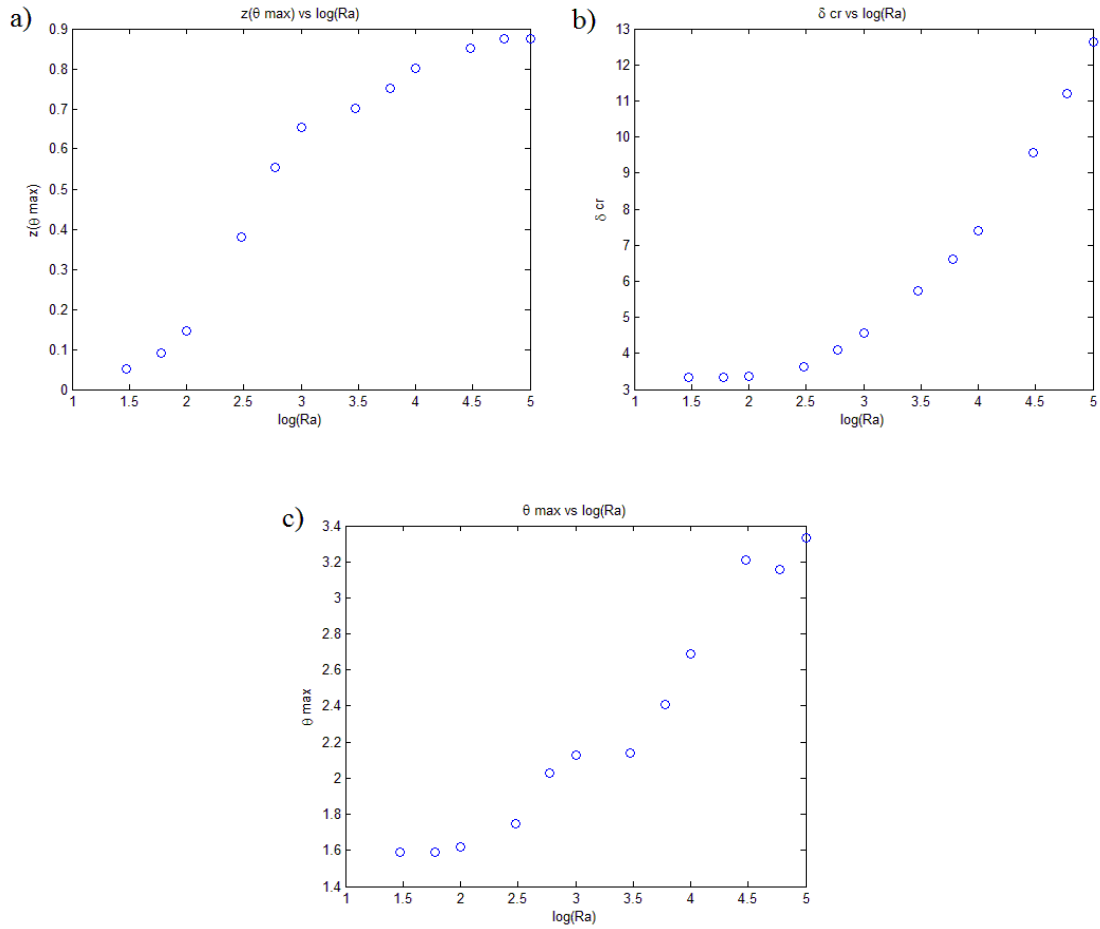 a)
z(θ max) vs log(Ra)
0.9
0.8
0.7
0.6
0.5
0.4
0.3
0.2
0.1
0
z(θ max)
1 1.5 2 2.5 3 3.5 4 4.5 5
log(Ra)
b)
δ cr vs log(Ra)
13
12
11
10
9
8
7
6
5
4
3
δ cr
1 1.5 2 2.5 3 3.5 4 4.5 5
log(Ra)
c)
θ max vs log(Ra)
3.4
3.2
3
2.8
2.6
2.4
2.2
2
1.8
1.6
1.4
θ max
1 1.5 2 2.5 3 3.5 4 4.5 5
log(Ra)